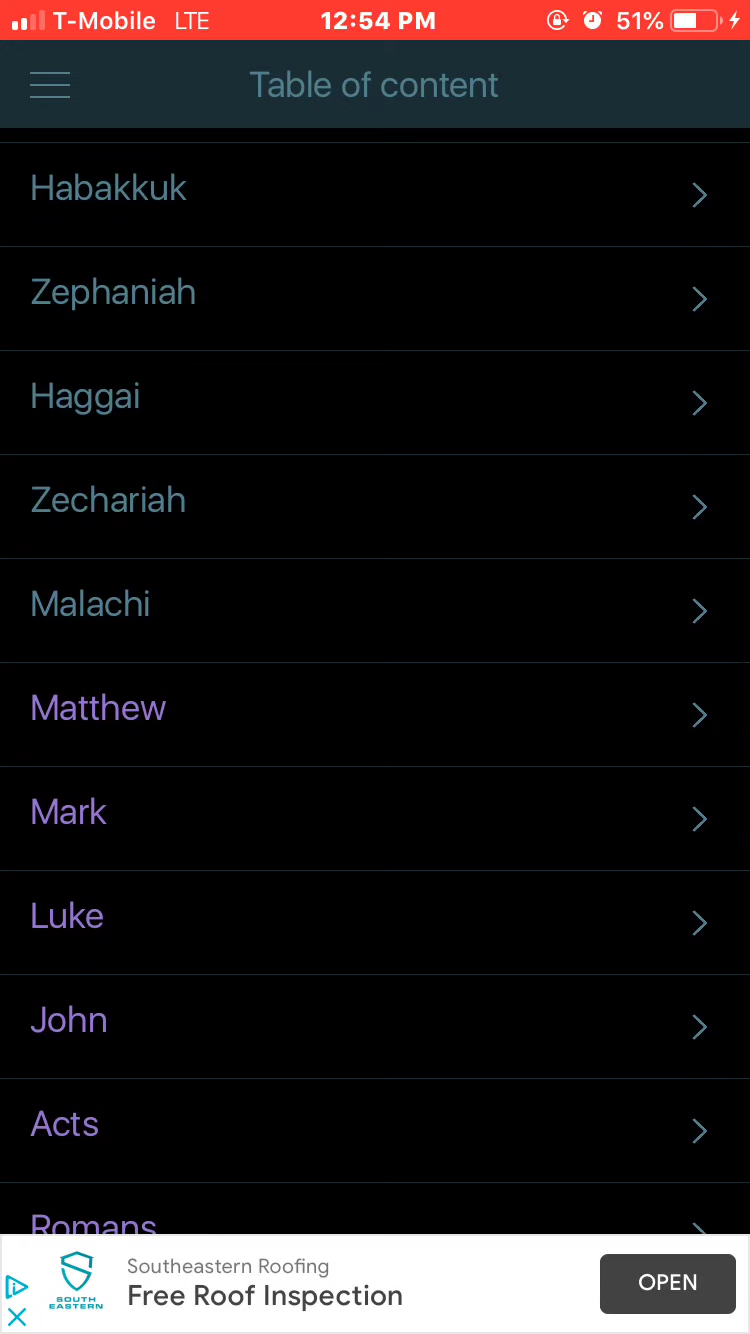 T-Mobile LTE 12:54 PM 51%
Table of content
Habakkuk
Zephaniah
Haggai
Zechariah
Malachi
Matthew
Mark
Luke
John
Acts
Romans
Southeastern Roofing
Free Roof Inspection
SOUTH
EASTERN
OPEN